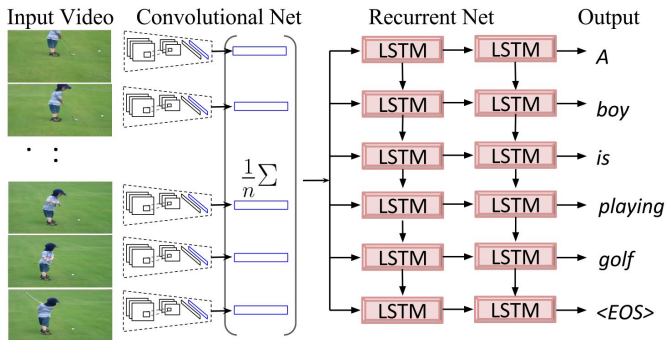 Input Video Convolutional Net Recurrent Net Output
LSTM LSTM A
LSTM LSTM boy
1/n Σ LSTM LSTM is
LSTM LSTM playing
LSTM LSTM golf
LSTM LSTM <EOS>